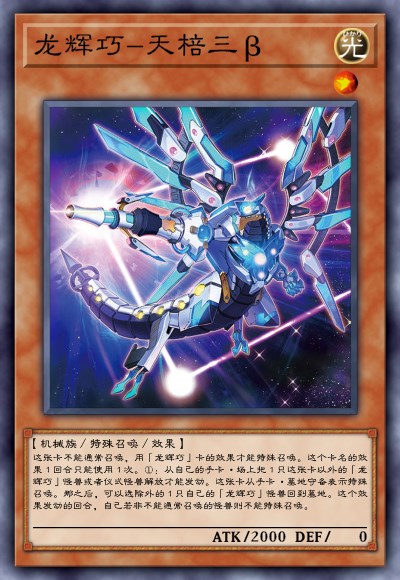 龙辉巧-天棓三β
光
【机械族／特殊召唤／效果】
这张卡不能通常召唤，用「龙辉巧」卡的效果才能特殊召唤。这个卡名的效
果１回合只能使用１次。①：从自己的手卡・场上把１只这张卡以外的「龙
辉巧」怪兽或者仪式怪兽解放才能发动。这张卡从手卡・墓地守备表示特殊
召唤。那之后，可以选除外的１只自己的「龙辉巧」怪兽回到墓地。这个效
果发动的回合，自己若非不能通常召唤的怪兽则不能特殊召唤。
ATK/2000 DEF/ 0